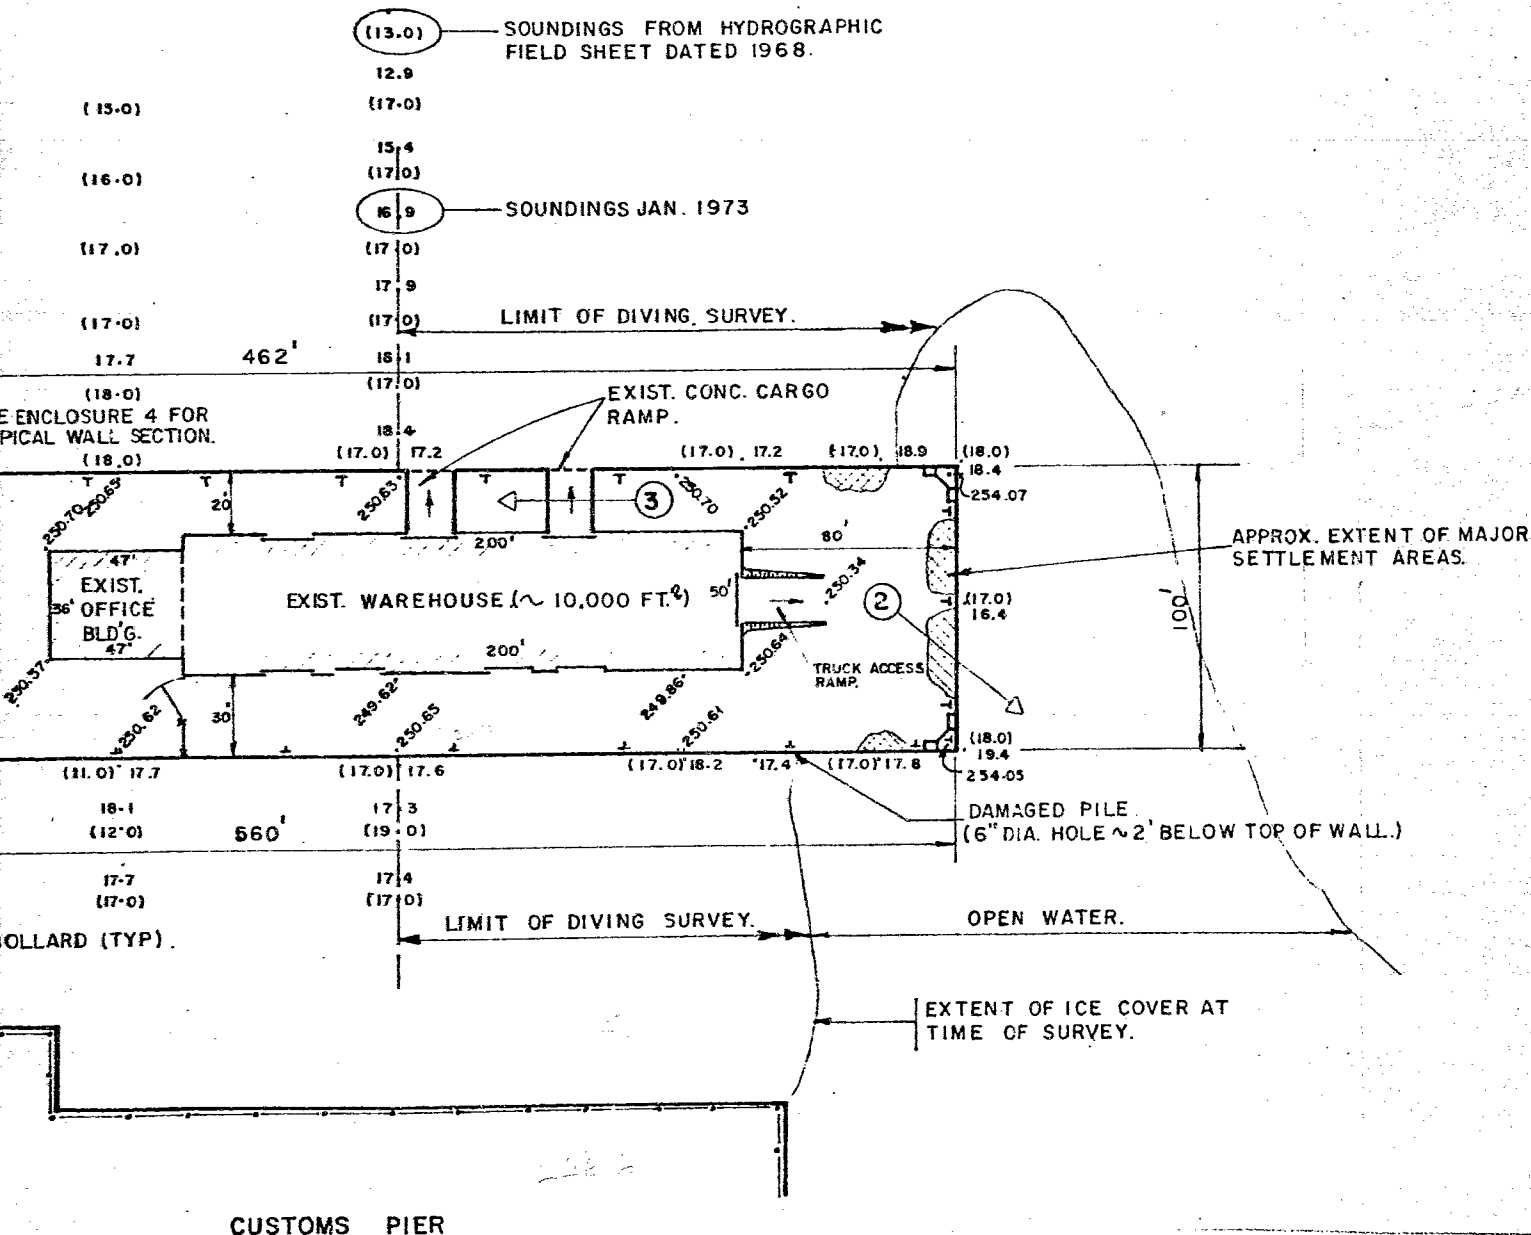 (13.0)
SOUNDINGS FROM HYDROGRAPHIC
FIELD SHEET DATED 1968.
12.9
(15.0)
(17.0)
15.4
(16.0)
(17.0)
16.9
SOUNDINGS JAN. 1973
(17.0)
(17.0)
17.9
(17.0)
(17.0)
LIMIT OF DIVING SURVEY.
17.7
462'
18.1
(18.0)
(17.0)
EXIST. CONC. CARGO
RAMP.
E ENCLOSURE 4 FOR
PICAL WALL SECTION.
18.4
(18.0)
(17.0) 17.2
(17.0) 17.2
(17.0) 18.9
(18.0)
18.4
254.07
250.70
250.65
20'
250.63
3
250.70
250.52
200'
80'
APPROX. EXTENT OF MAJOR
SETTLEMENT AREAS.
47'
EXIST.
OFFICE
BLD'G.
36'
47'
EXIST. WAREHOUSE (~ 10,000 FT.²)
50'
250.34
2
(17.0)
16.4
100'
200'
250.64
TRUCK ACCESS
RAMP.
250.37
250.62
30'
249.62
250.65
249.86
250.61
(18.0)
19.4
254.05
(21.0) 17.7
(17.0) 17.6
(17.0) 18.2
17.4
(17.0) 17.8
18.1
(12.0)
560'
17.3
(19.0)
DAMAGED PILE.
(6" DIA. HOLE ~ 2' BELOW TOP OF WALL.)
17.7
(17.0)
17.4
(17.0)
LIMIT OF DIVING SURVEY.
OPEN WATER.
OLLARD (TYP).
EXTENT OF ICE COVER AT
TIME OF SURVEY.
CUSTOMS PIER